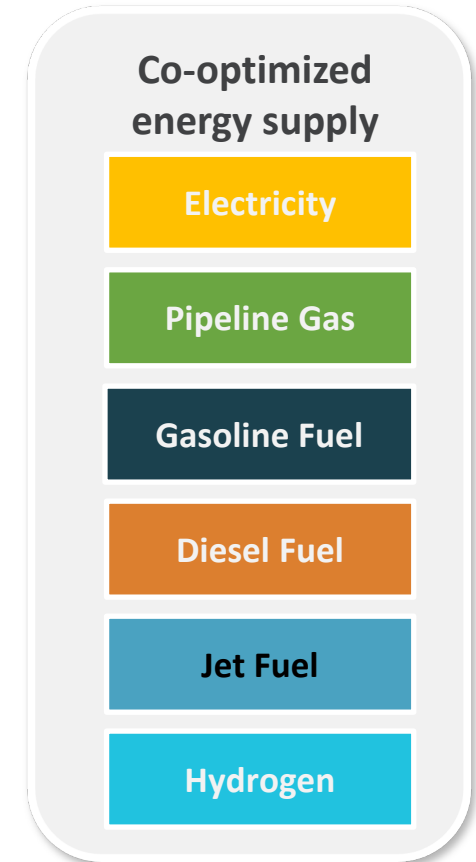 Co-optimized
energy supply
Electricity
Pipeline Gas
Gasoline Fuel
Diesel Fuel
Jet Fuel
Hydrogen